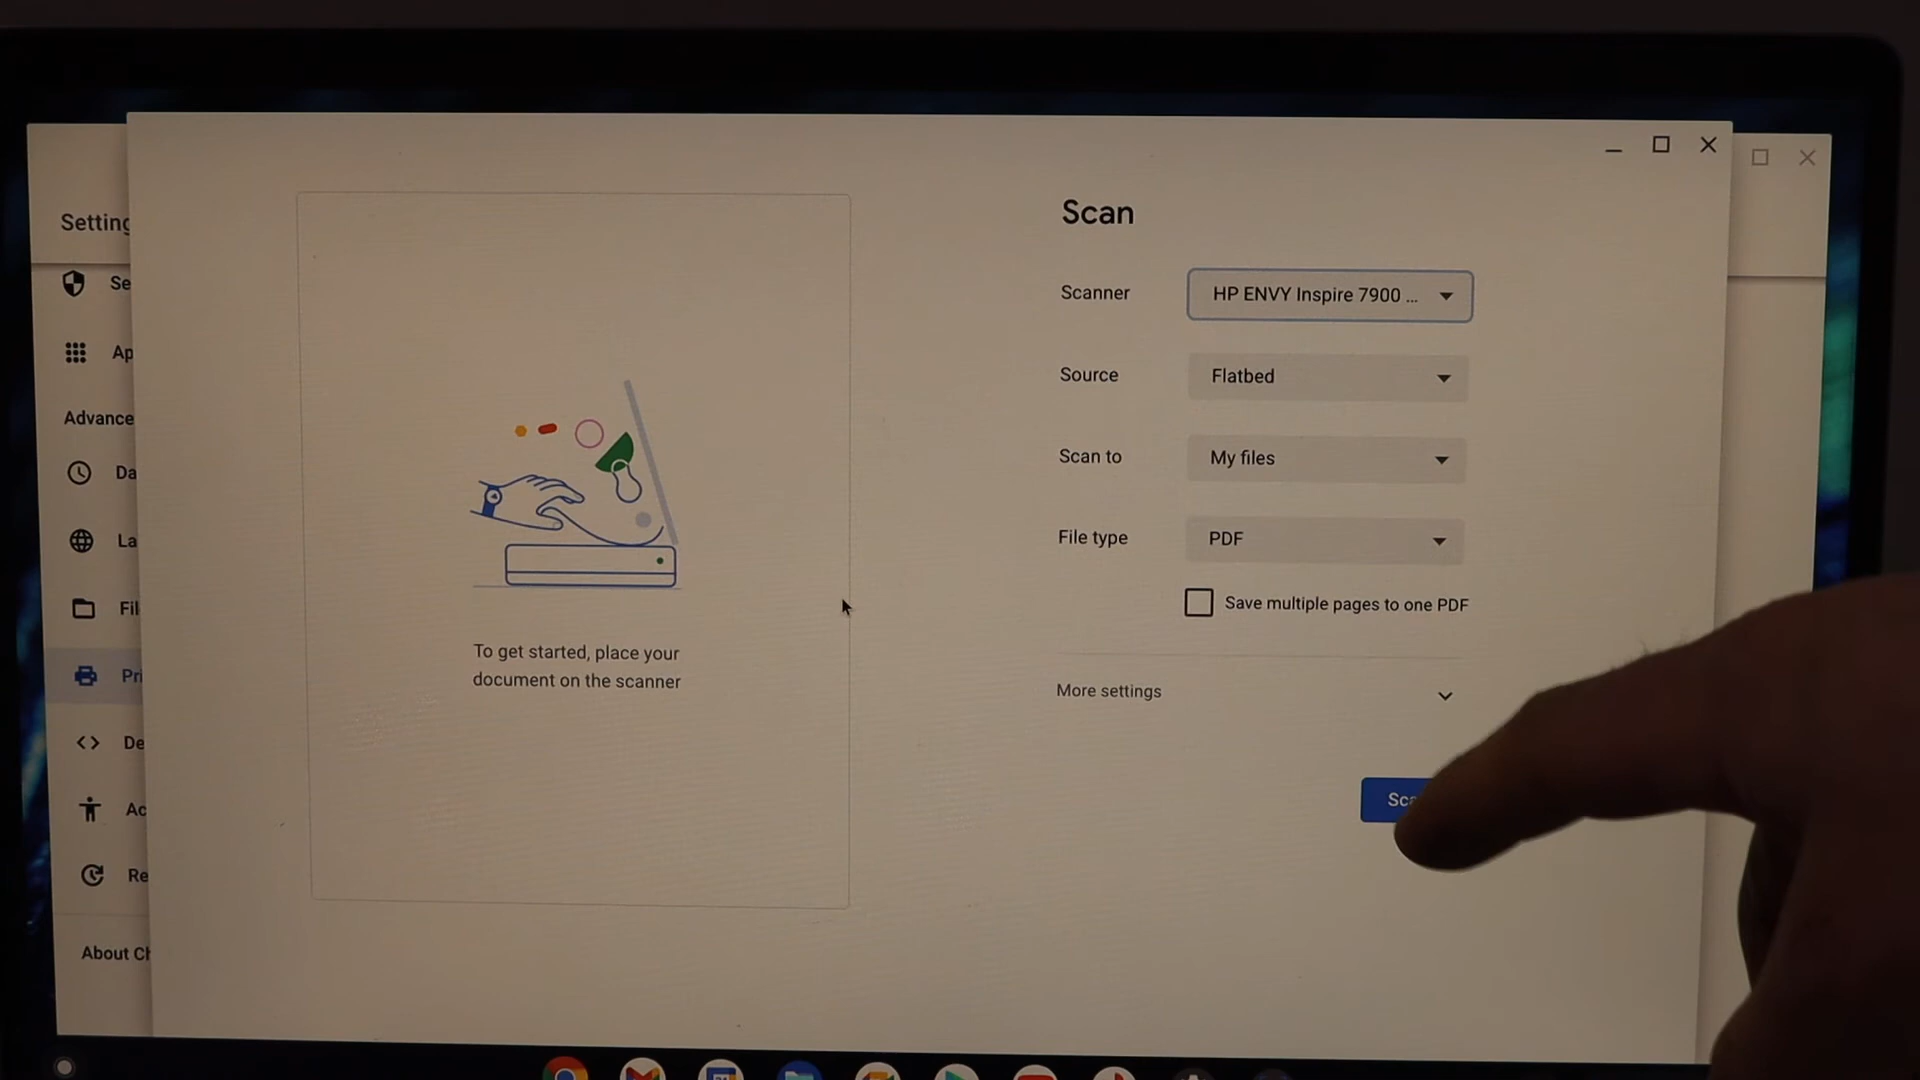 Setting
Se
Ap
Advance
Da
La
Fil
Pri
De
Ac
Re
About Ch
To get started, place your
document on the scanner
Scan
Scanner
HP ENVY Inspire 7900 ...
Source
Flatbed
Scan to
My files
File type
PDF
Save multiple pages to one PDF
More settings
Sca